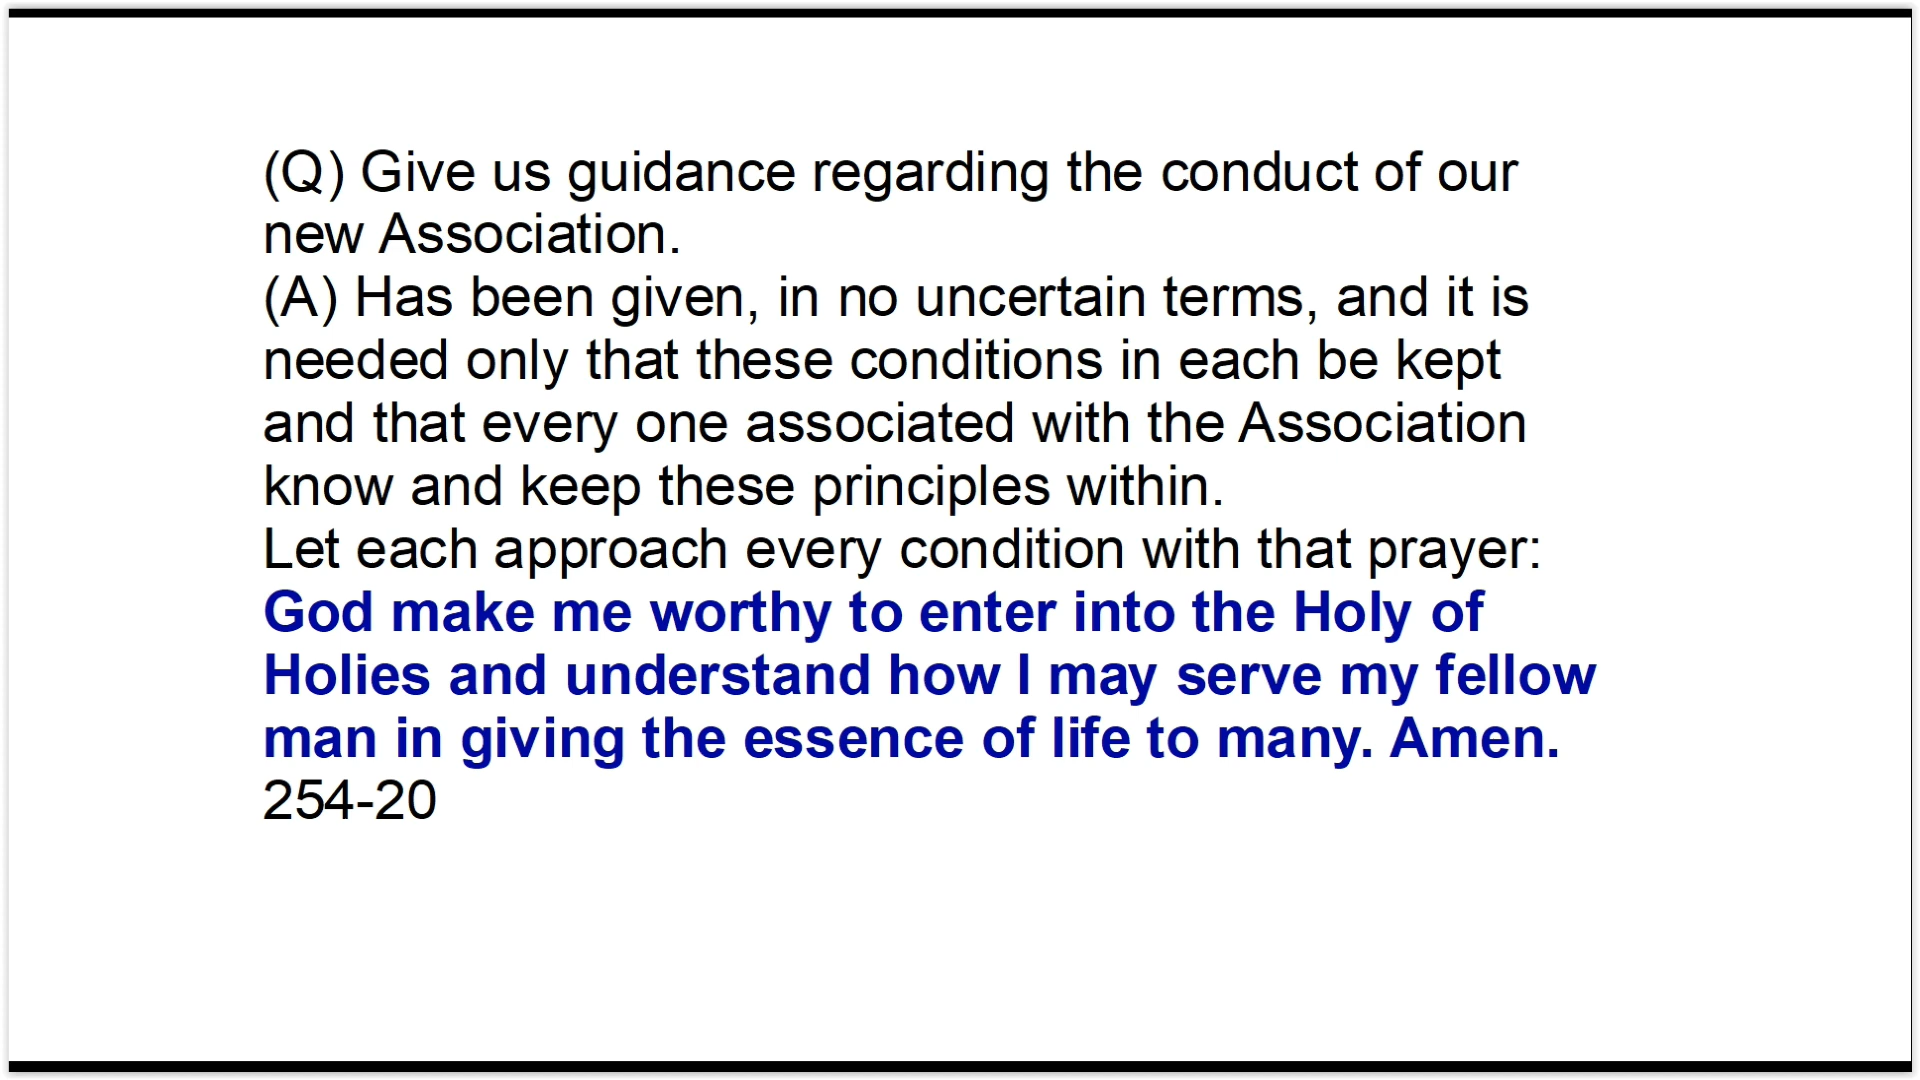 (Q) Give us guidance regarding the conduct of our
new Association.
(A) Has been given, in no uncertain terms, and it is
needed only that these conditions in each be kept
and that every one associated with the Association
know and keep these principles within.
Let each approach every condition with that prayer:
God make me worthy to enter into the Holy of
Holies and understand how I may serve my fellow
man in giving the essence of life to many. Amen.
254-20